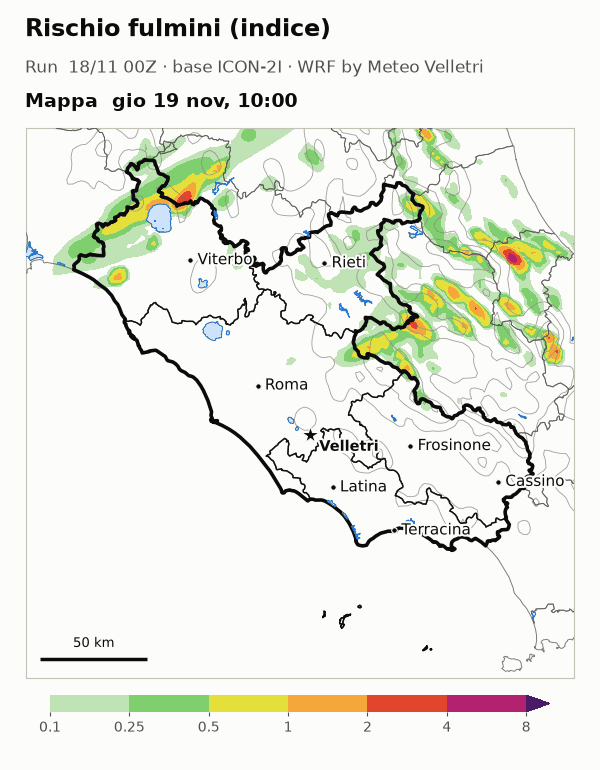 Rischio fulmini (indice)
Run  18/11 00Z · base ICON-2I · WRF by Meteo Velletri
Mappa  gio 19 nov, 10:00
Viterbo
Rieti
Roma
Velletri
Frosinone
Latina
Cassino
Terracina
50 km
0.1 0.25 0.5 1 2 4 8